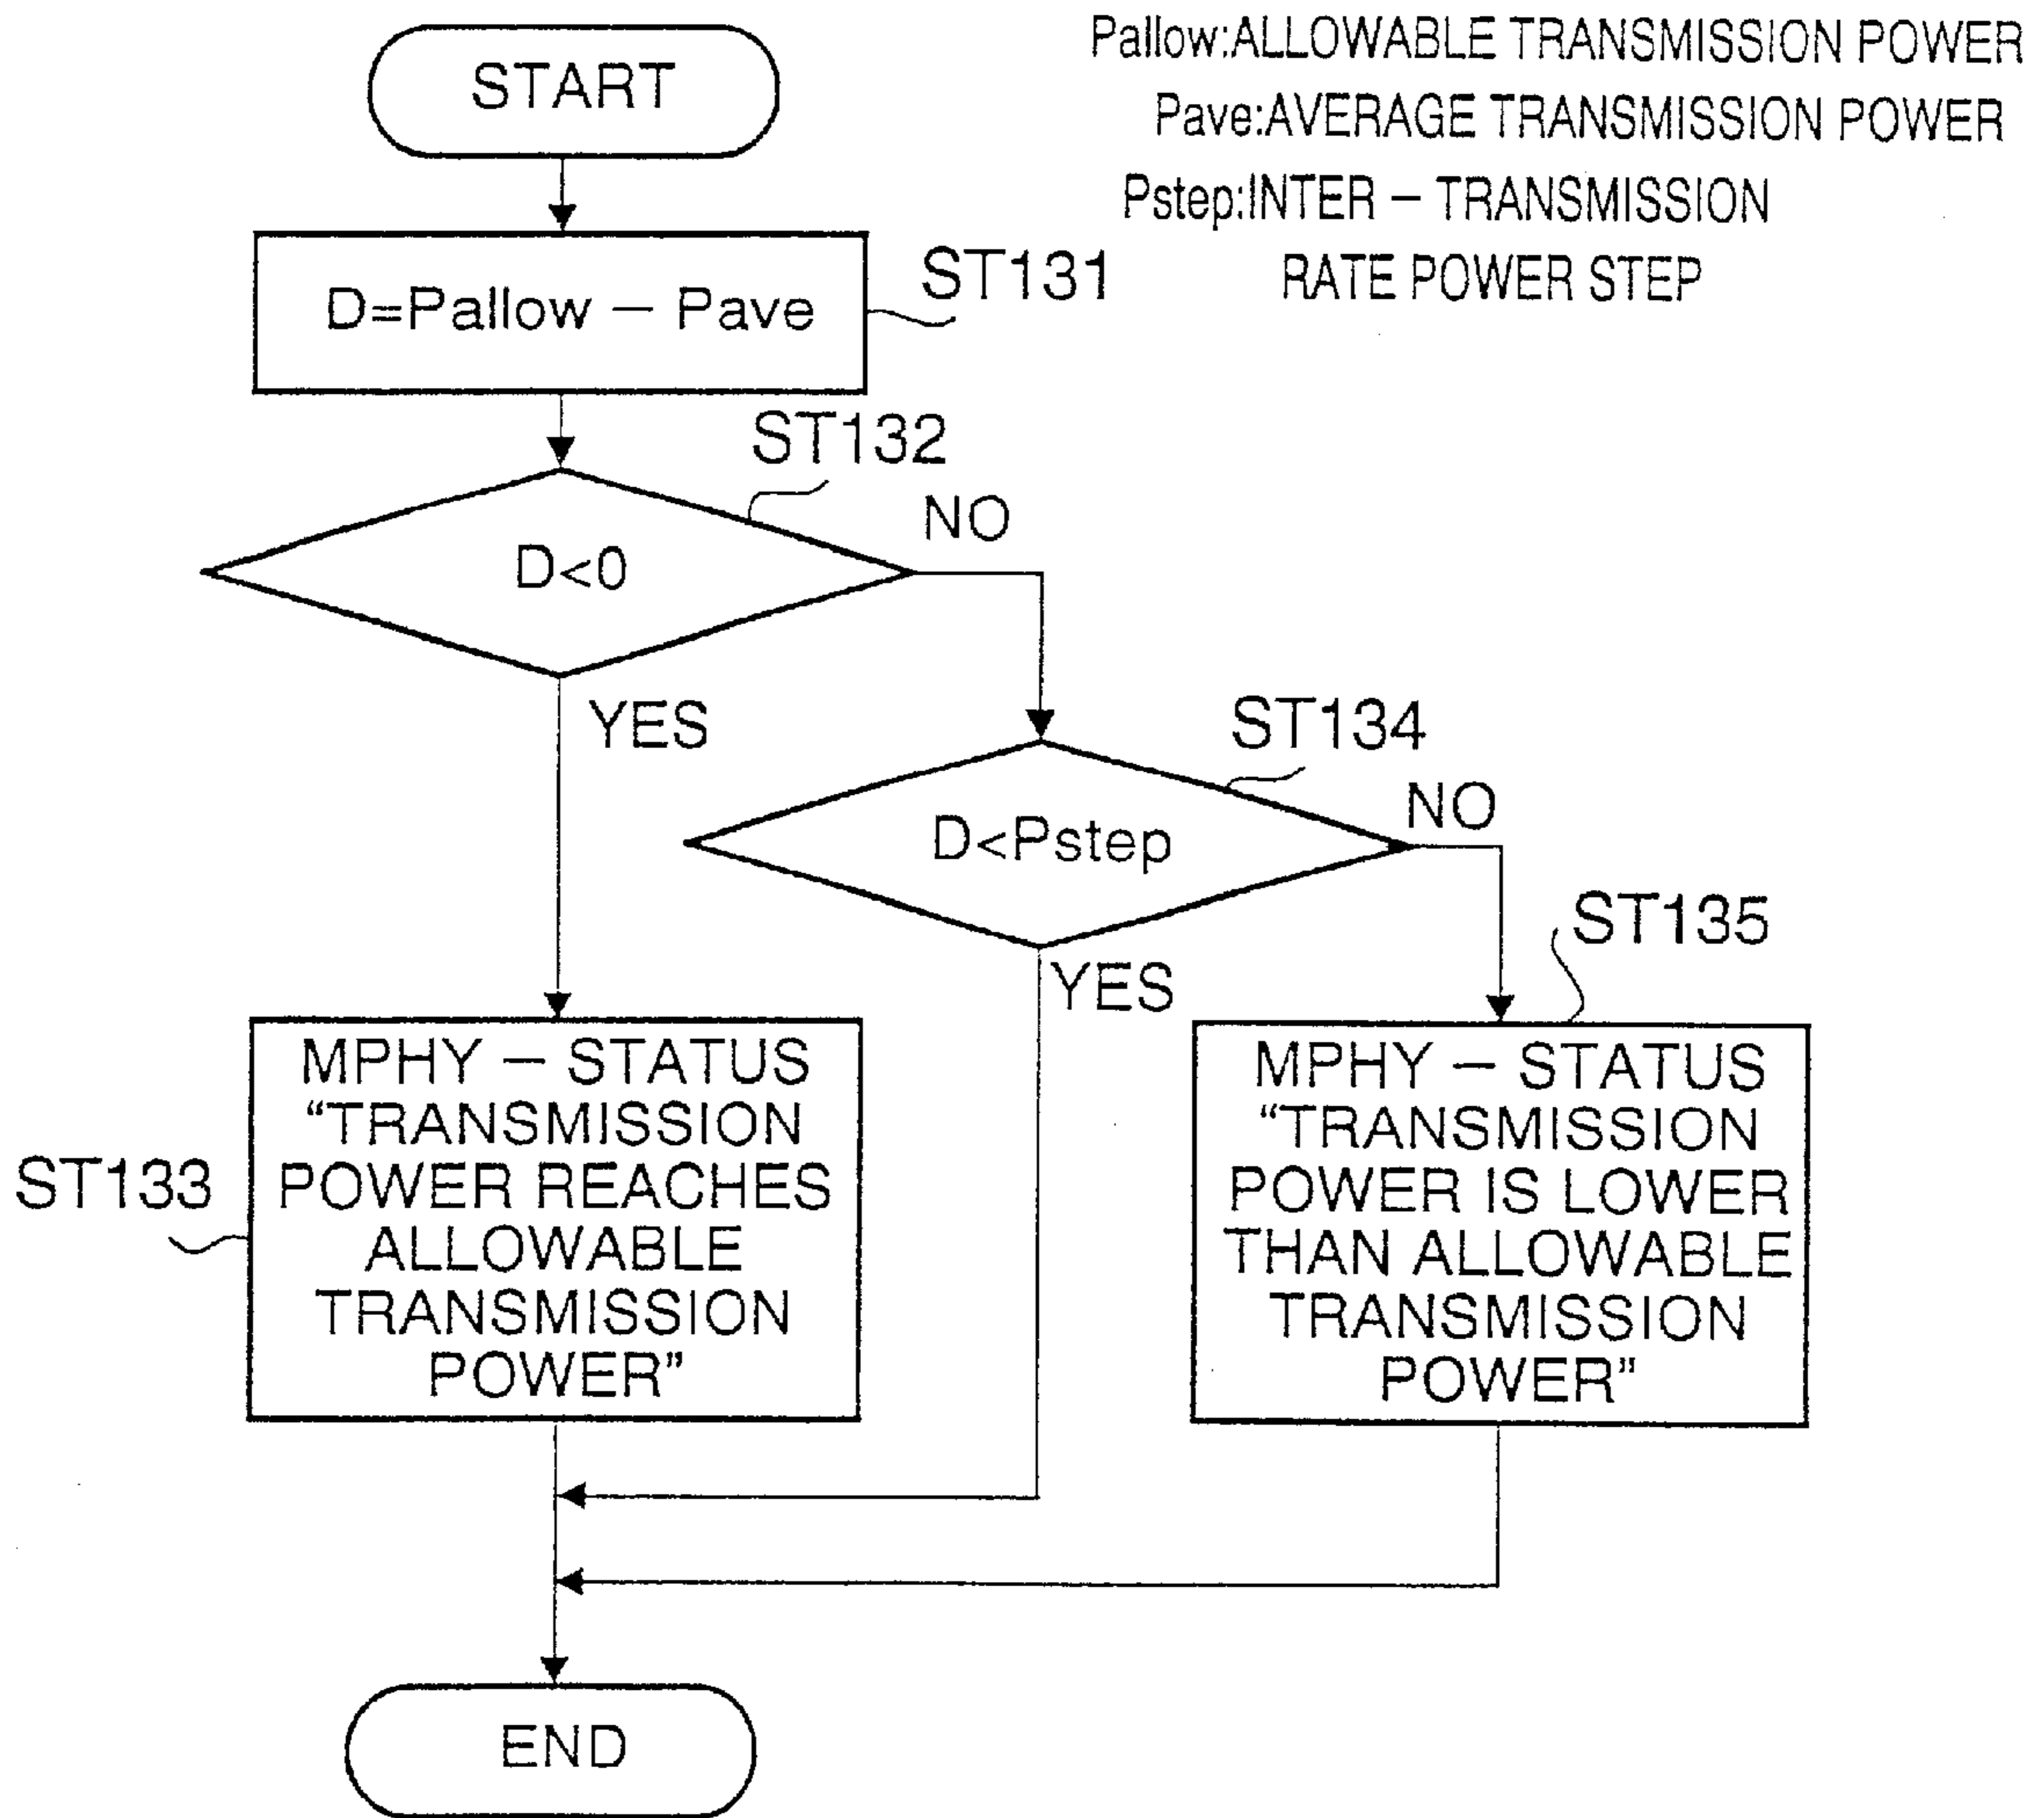 Pallow:ALLOWABLE TRANSMISSION POWER
Pave:AVERAGE TRANSMISSION POWER
Pstep:INTER – TRANSMISSION
RATE POWER STEP
START
ST131
D=Pallow – Pave
ST132
NO
D<0
YES
ST134
NO
D<Pstep
YES
ST135
ST133
MPHY – STATUS
“TRANSMISSION
POWER REACHES
ALLOWABLE
TRANSMISSION
POWER”
MPHY – STATUS
“TRANSMISSION
POWER IS LOWER
THAN ALLOWABLE
TRANSMISSION
POWER”
END